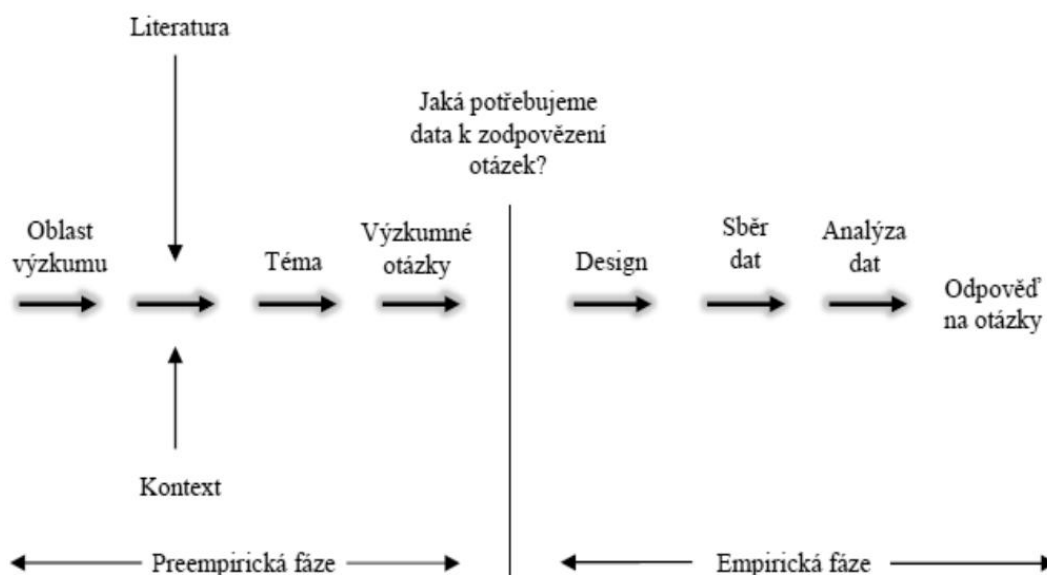 Literatura
Jaká potřebujeme
data k zodpovězení
otázek?
Oblast
výzkumu
Téma
Výzkumné
otázky
Design
Sběr
dat
Analýza
dat
Odpověď
na otázky
Kontext
Preempirická fáze
Empirická fáze